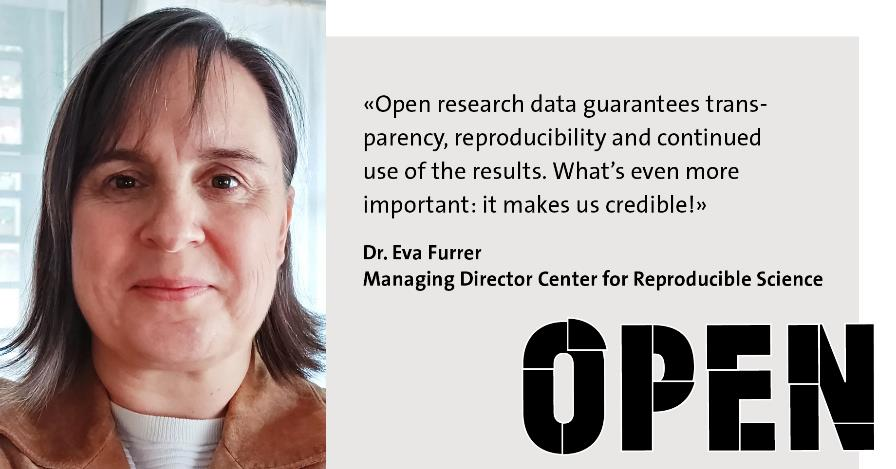 «Open research data guarantees trans-
parency, reproducibility and continued
use of the results. What’s even more
important: it makes us credible!»
Dr. Eva Furrer
Managing Director Center for Reproducible Science
OPEN